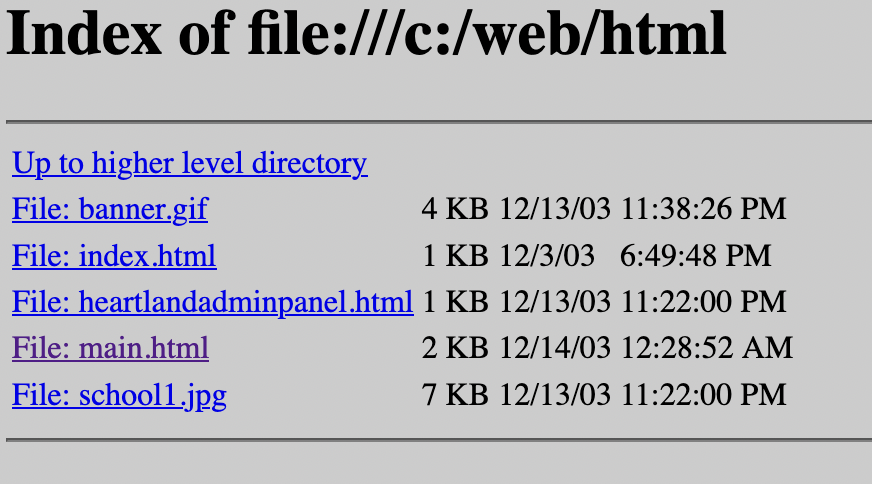 Index of file:///c:/web/html
Up to higher level directory
File: banner.gif 4 KB 12/13/03 11:38:26 PM
File: index.html 1 KB 12/3/03 6:49:48 PM
File: heartlandadminpanel.html 1 KB 12/13/03 11:22:00 PM
File: main.html 2 KB 12/14/03 12:28:52 AM
File: school1.jpg 7 KB 12/13/03 11:22:00 PM